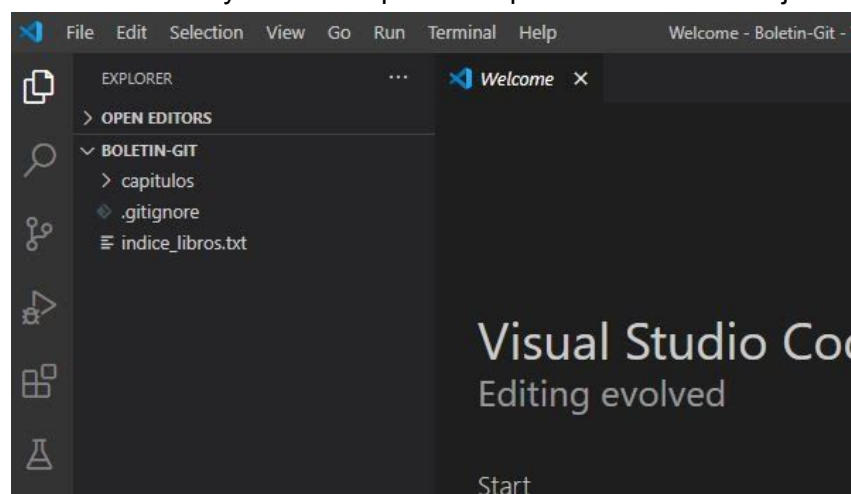 File Edit Selection View Go Run Terminal Help Welcome - Boletin-Git -
EXPLORER ...
Welcome
OPEN EDITORS
BOLETIN-GIT
capitulos
.gitignore
indice_libros.txt
Visual Studio Co
Editing evolved
Start